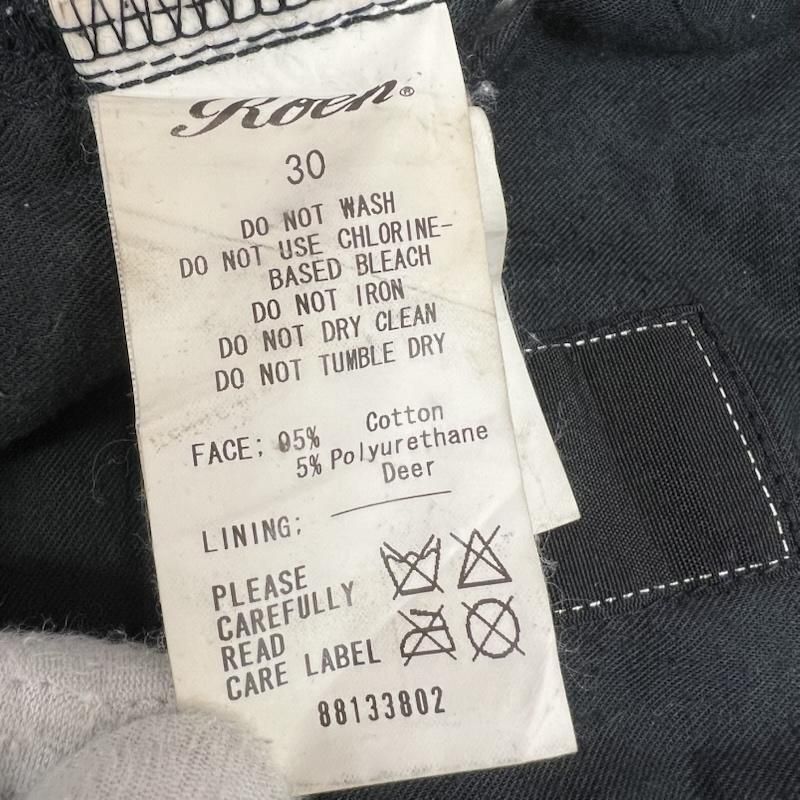 Roen®
30
DO NOT WASH
DO NOT USE CHLORINE-
BASED BLEACH
DO NOT IRON
DO NOT DRY CLEAN
DO NOT TUMBLE DRY
FACE; 95% Cotton
5% Polyurethane
Deer
LINING;
PLEASE
CAREFULLY
READ
CARE LABEL
88133802